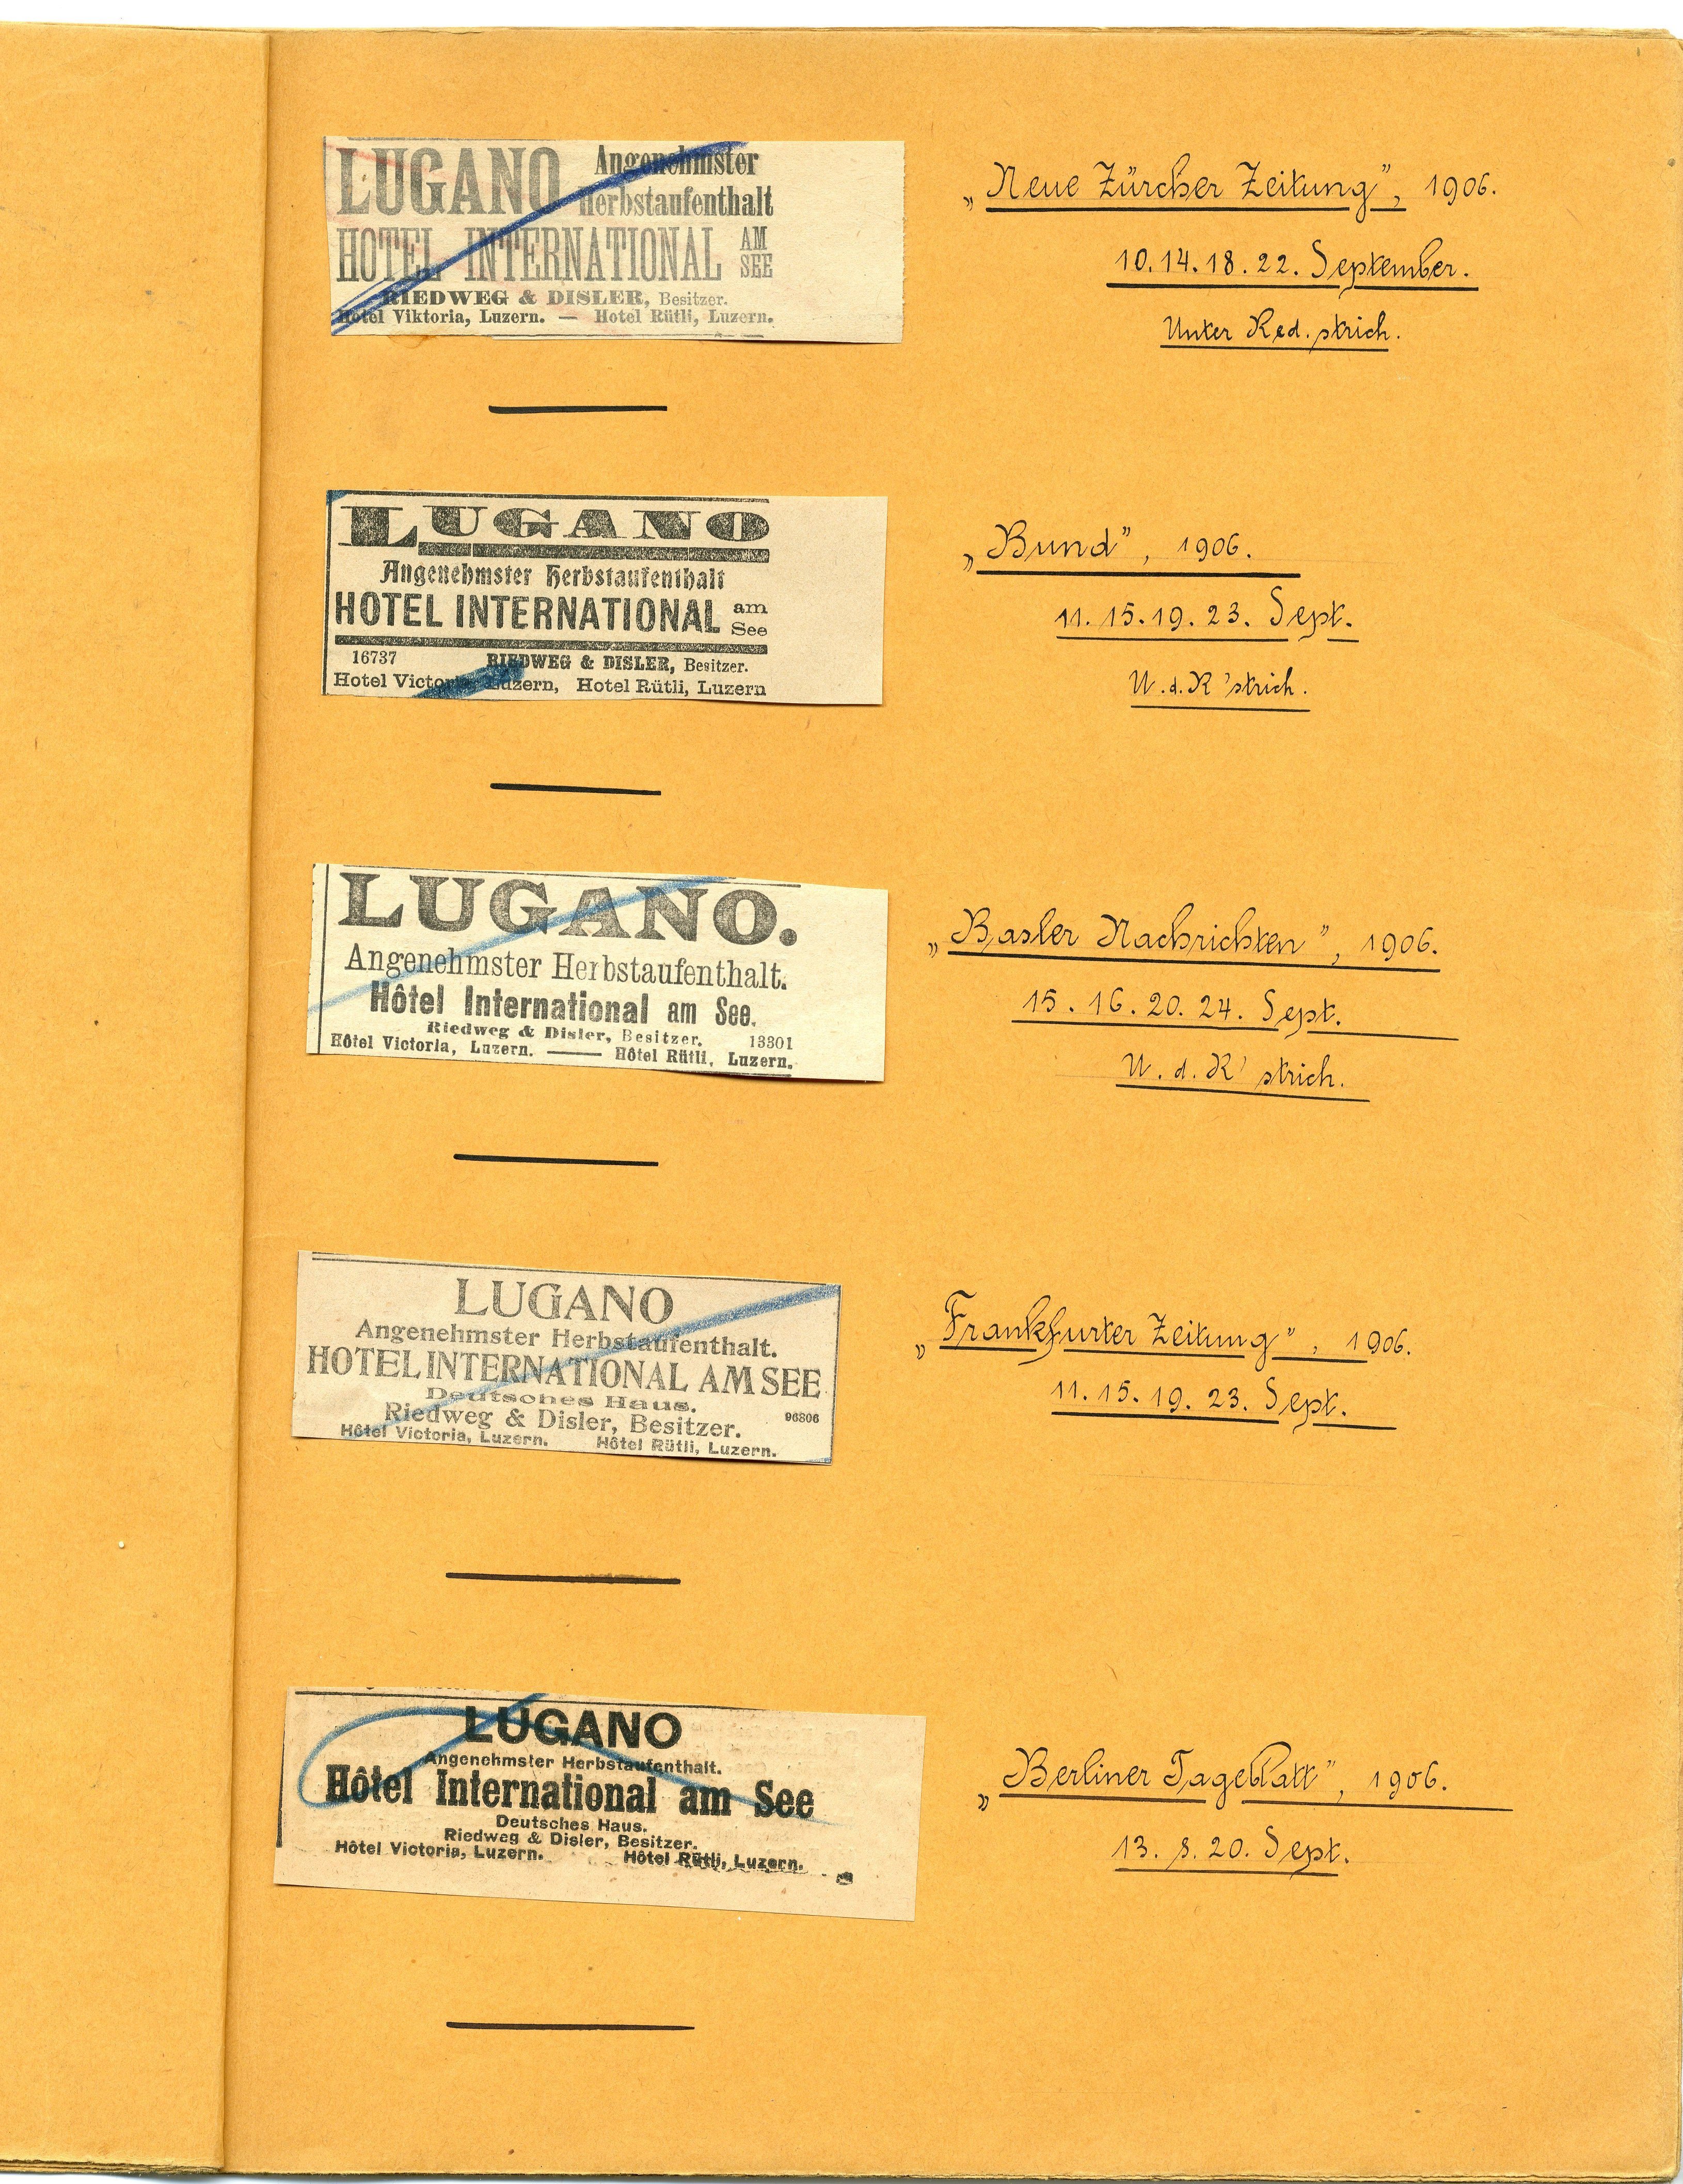 LUGANO Angenehmster
Herbstaufenthalt
HOTEL INTERNATIONAL AM SEE
RIEDWEG & DISLER, Besitzer.
Hotel Viktoria, Luzern. — Hotel Rütli, Luzern.
„Neue Zürcher Zeitung”, 1906.
10. 14. 18. 22. September.
Unter Red. strich.
LUGANO
Angenehmster Herbstaufenthalt
HOTEL INTERNATIONAL am See
16737 RIEDWEG & DISLER, Besitzer.
Hotel Victoria Luzern, Hotel Rütli, Luzern
„Bund”, 1906.
11. 15. 19. 23. Sept.
U. d. R'strich.
LUGANO.
Angenehmster Herbstaufenthalt.
Hôtel International am See.
Riedweg & Disler, Besitzer. 13301
Hôtel Victoria, Luzern. — Hôtel Rütli, Luzern.
„Basler Nachrichten”, 1906.
15. 16. 20. 24. Sept.
U. d. R' strich.
LUGANO
Angenehmster Herbstaufenthalt.
HOTEL INTERNATIONAL AM SEE
Deutsches Haus.
Riedweg & Disler, Besitzer. 96806
Hôtel Victoria, Luzern. Hôtel Rütli, Luzern.
„Frankfurter Zeitung”, 1906.
11. 15. 19. 23. Sept.
LUGANO
Angenehmster Herbstaufenthalt.
Hôtel International am See
Deutsches Haus.
Riedweg & Disler, Besitzer.
Hôtel Victoria, Luzern. Hôtel Rütli, Luzern.
„Berliner Tageblatt”, 1906.
13. & 20. Sept.